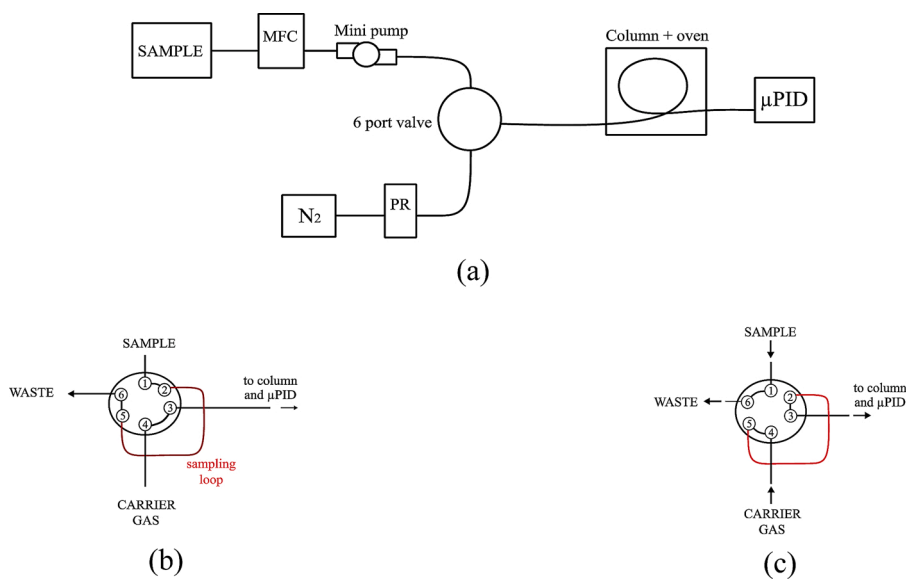 SAMPLE
MFC
Mini pump
6 port valve
Column + oven
µPID
N2
PR
(a)
SAMPLE
WASTE
1
2
3
4
5
6
to column
and µPID
sampling
loop
CARRIER
GAS
(b)
SAMPLE
WASTE
1
2
3
4
5
6
to column
and µPID
CARRIER
GAS
(c)